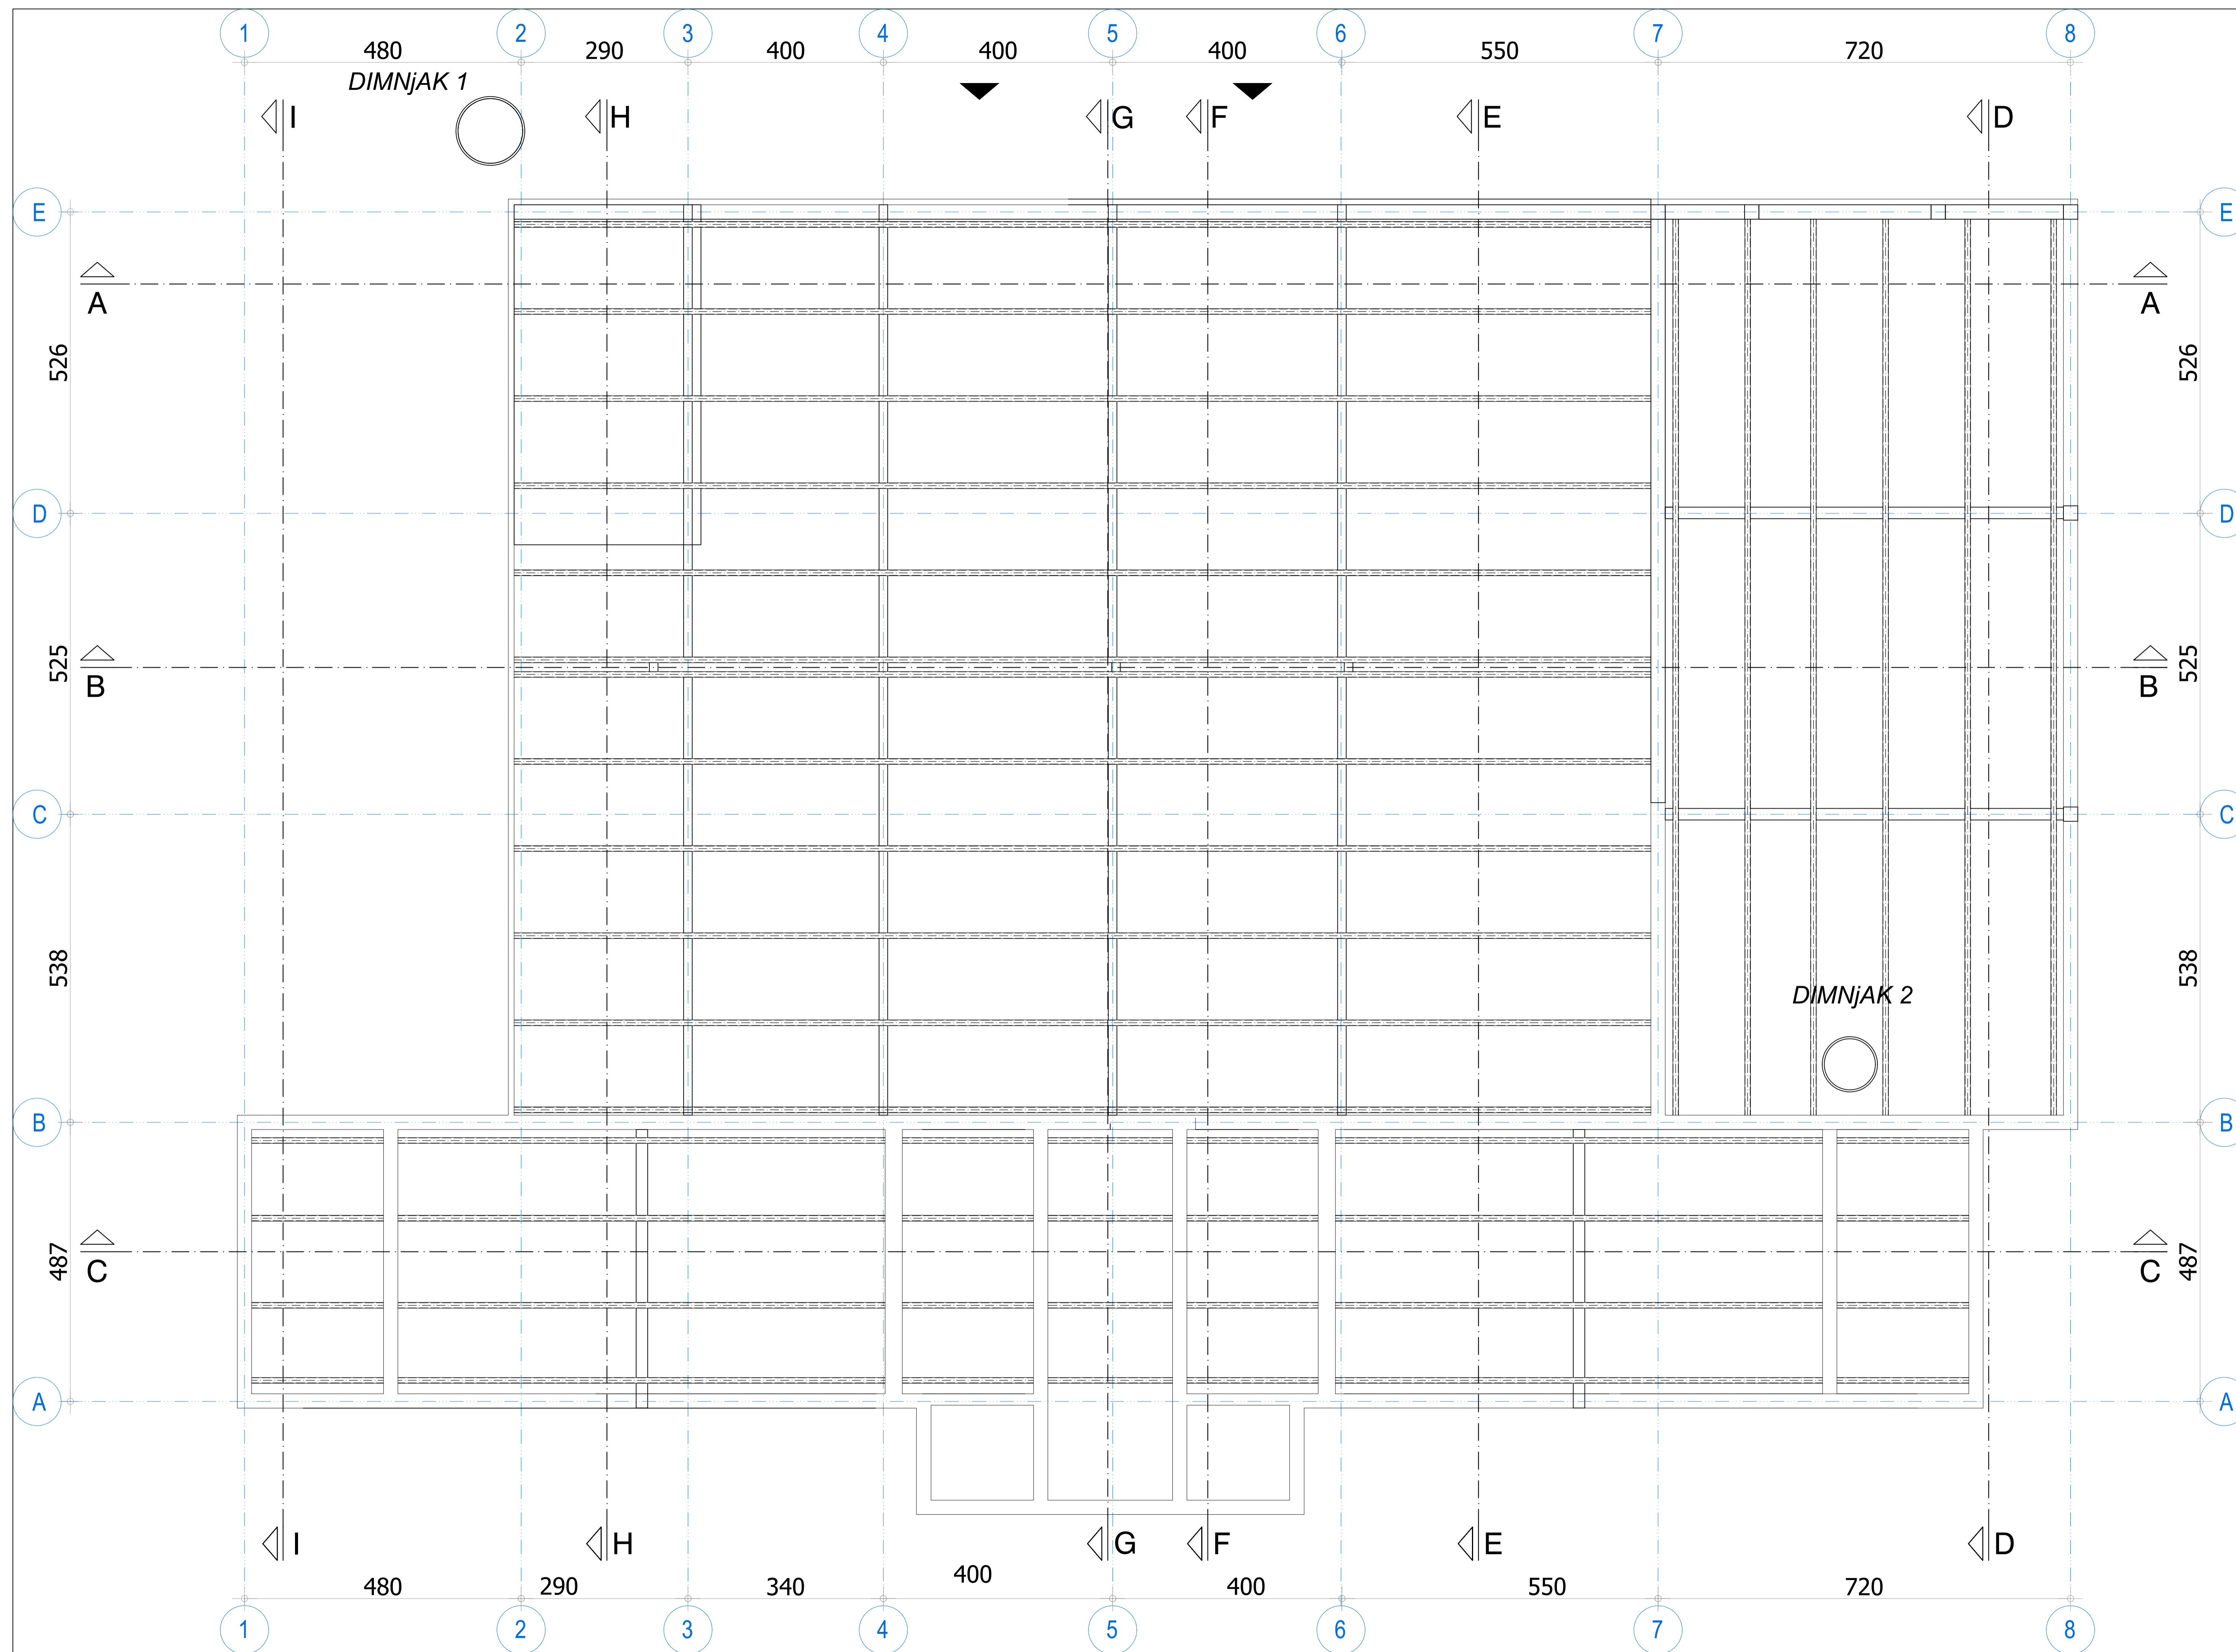 1 2 3 4 5 6 7 8
480 290 400 400 400 550 720
DIMNjAK 1
I H G F E D
E E
A A
526 526
D D
B B
525 525
C C
538 538
DIMNjAK 2
B B
C C
487 487
A A
I H G F E D
480 290 340 400 400 550 720
1 2 3 4 5 6 7 8